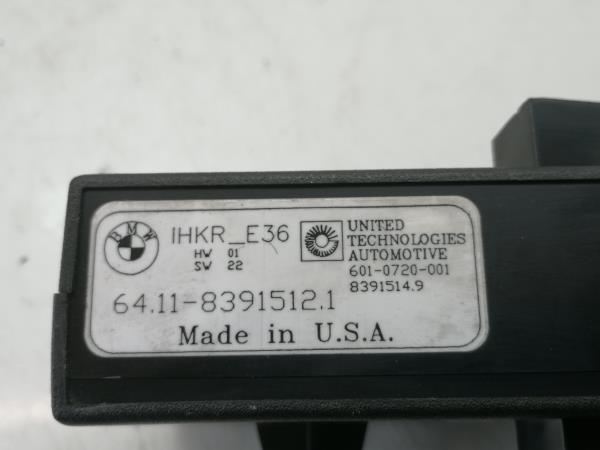 BMW
IHKR_E36
HW 01
SW 22
UNITED
TECHNOLOGIES
AUTOMOTIVE
601-0720-001
8391514.9
64.11-8391512.1
Made in U.S.A.